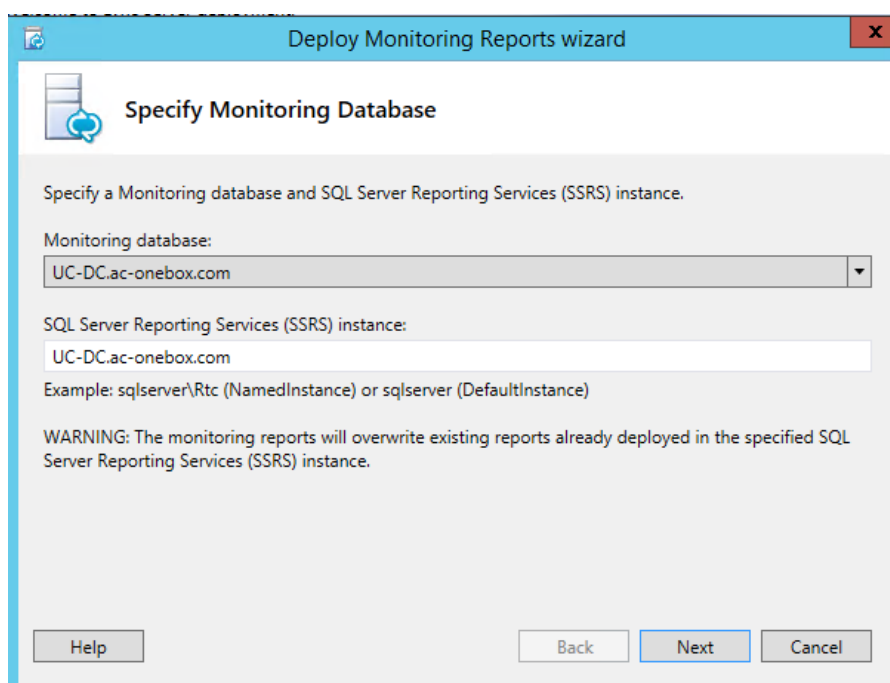 Deploy Monitoring Reports wizard
x
Specify Monitoring Database
Specify a Monitoring database and SQL Server Reporting Services (SSRS) instance.
Monitoring database:
UC-DC.ac-onebox.com
SQL Server Reporting Services (SSRS) instance:
UC-DC.ac-onebox.com
Example: sqlserver\Rtc (NamedInstance) or sqlserver (DefaultInstance)
WARNING: The monitoring reports will overwrite existing reports already deployed in the specified SQL
Server Reporting Services (SSRS) instance.
Help
Back
Next
Cancel